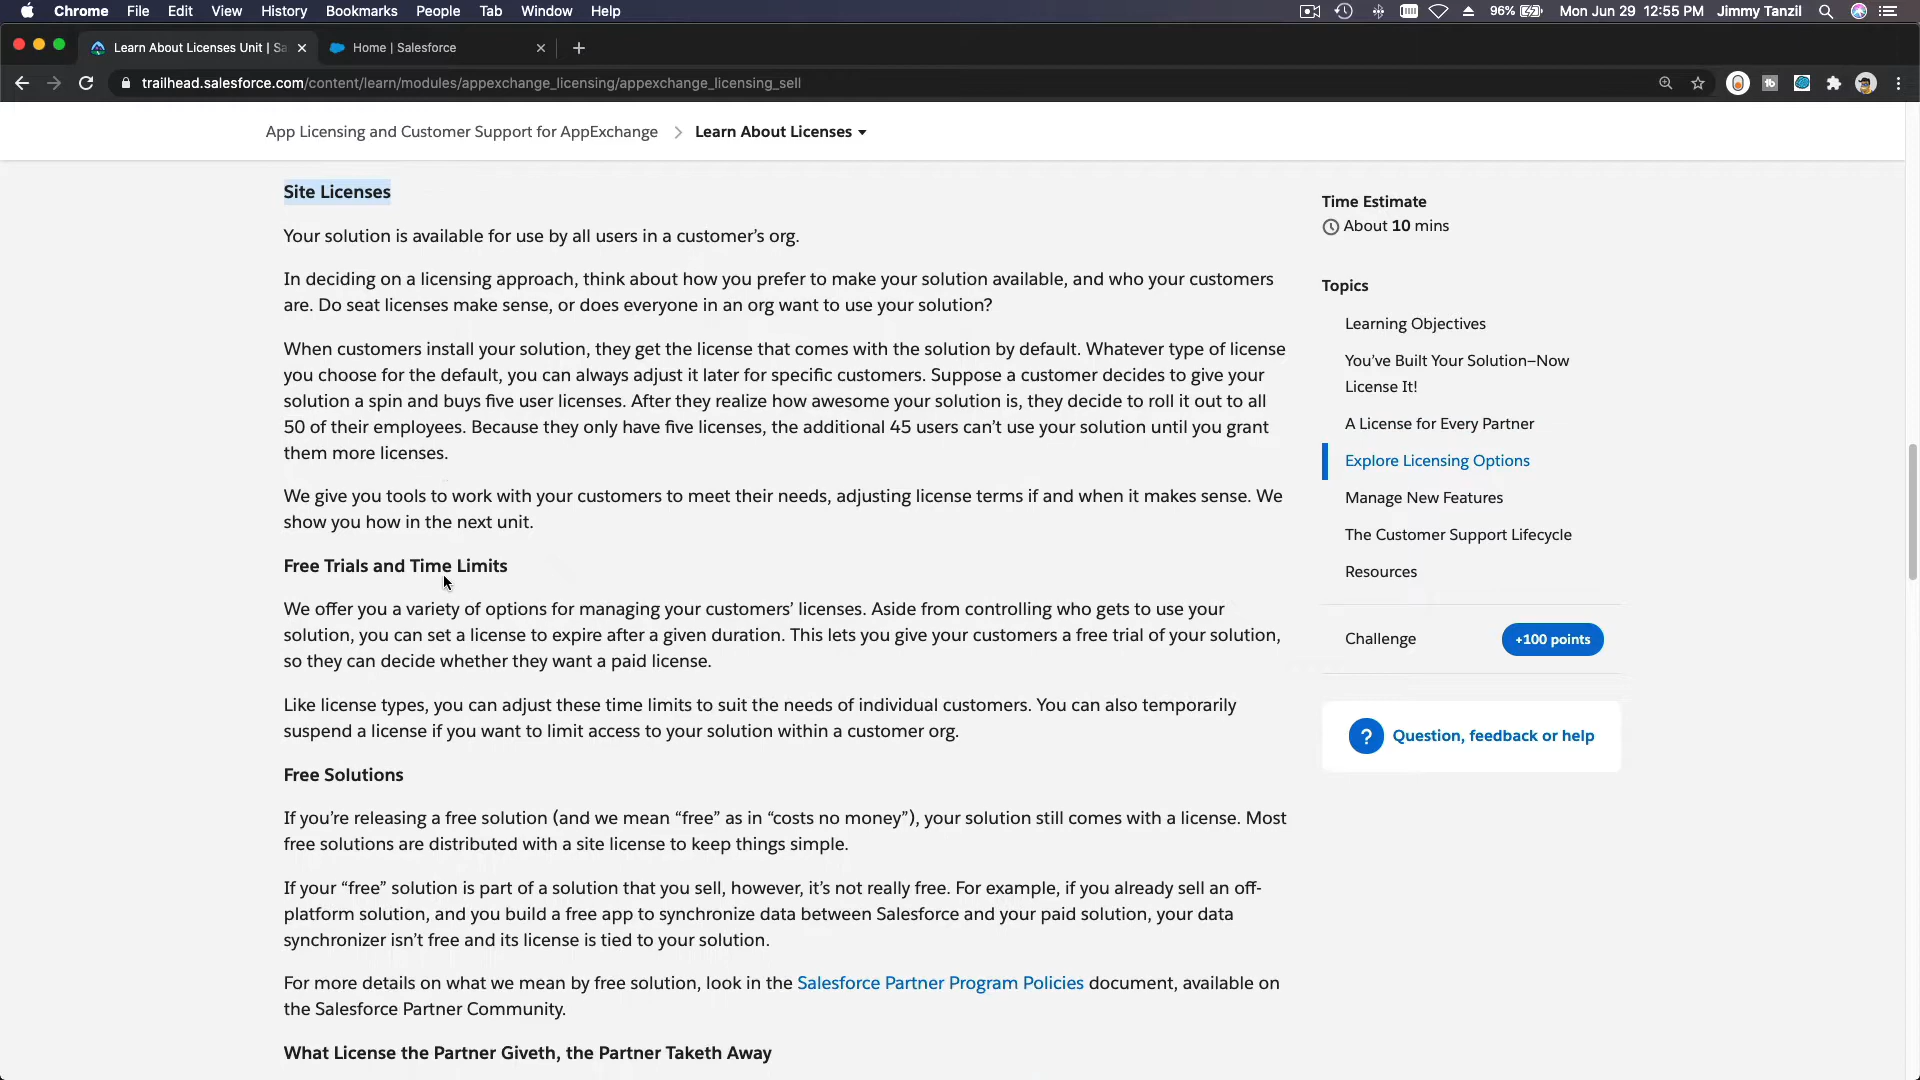 Chrome File Edit View History Bookmarks People Tab Window Help 96% Mon Jun 29 12:55 PM Jimmy Tanzil
Learn About Licenses Unit | Sa Home | Salesforce
trailhead.salesforce.com/content/learn/modules/appexchange_licensing/appexchange_licensing_sell
App Licensing and Customer Support for AppExchange > Learn About Licenses
Site Licenses
Your solution is available for use by all users in a customer's org.
In deciding on a licensing approach, think about how you prefer to make your solution available, and who your customers
are. Do seat licenses make sense, or does everyone in an org want to use your solution?
When customers install your solution, they get the license that comes with the solution by default. Whatever type of license
you choose for the default, you can always adjust it later for specific customers. Suppose a customer decides to give your
solution a spin and buys five user licenses. After they realize how awesome your solution is, they decide to roll it out to all
50 of their employees. Because they only have five licenses, the additional 45 users can't use your solution until you grant
them more licenses.
We give you tools to work with your customers to meet their needs, adjusting license terms if and when it makes sense. We
show you how in the next unit.
Free Trials and Time Limits
We offer you a variety of options for managing your customers' licenses. Aside from controlling who gets to use your
solution, you can set a license to expire after a given duration. This lets you give your customers a free trial of your solution,
so they can decide whether they want a paid license.
Like license types, you can adjust these time limits to suit the needs of individual customers. You can also temporarily
suspend a license if you want to limit access to your solution within a customer org.
Free Solutions
If you're releasing a free solution (and we mean “free” as in “costs no money”), your solution still comes with a license. Most
free solutions are distributed with a site license to keep things simple.
If your “free” solution is part of a solution that you sell, however, it's not really free. For example, if you already sell an off-
platform solution, and you build a free app to synchronize data between Salesforce and your paid solution, your data
synchronizer isn't free and its license is tied to your solution.
For more details on what we mean by free solution, look in the Salesforce Partner Program Policies document, available on
the Salesforce Partner Community.
What License the Partner Giveth, the Partner Taketh Away
Time Estimate
About 10 mins
Topics
Learning Objectives
You've Built Your Solution–Now
License It!
A License for Every Partner
Explore Licensing Options
Manage New Features
The Customer Support Lifecycle
Resources
Challenge +100 points
? Question, feedback or help